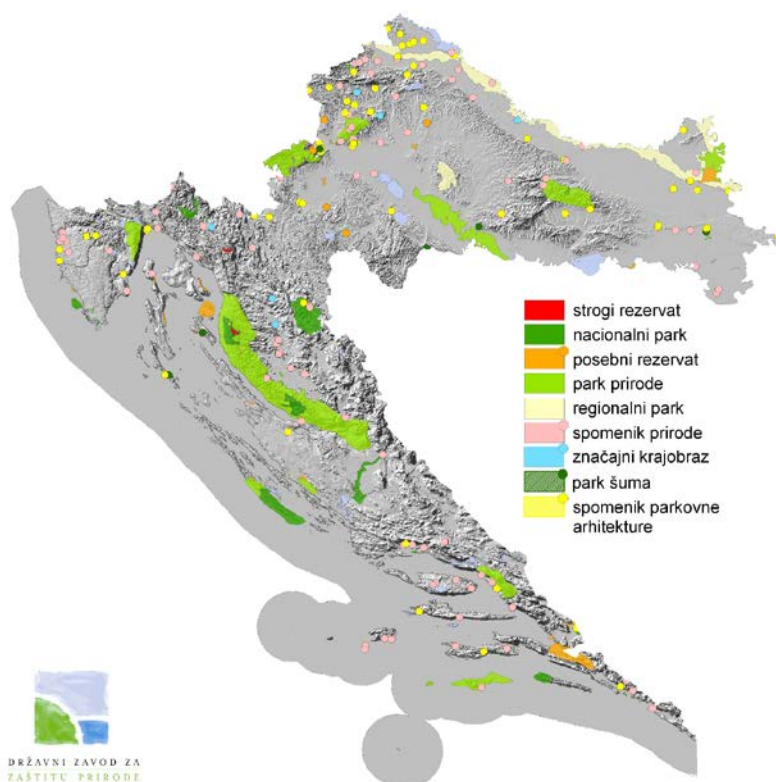 strogi rezervat
nacionalni park
posebni rezervat
park prirode
regionalni park
spomenik prirode
značajni krajobraz
park šuma
spomenik parkovne
arhitekture
DRŽAVNI ZAVOD ZA
ZAŠTITU PRIRODE